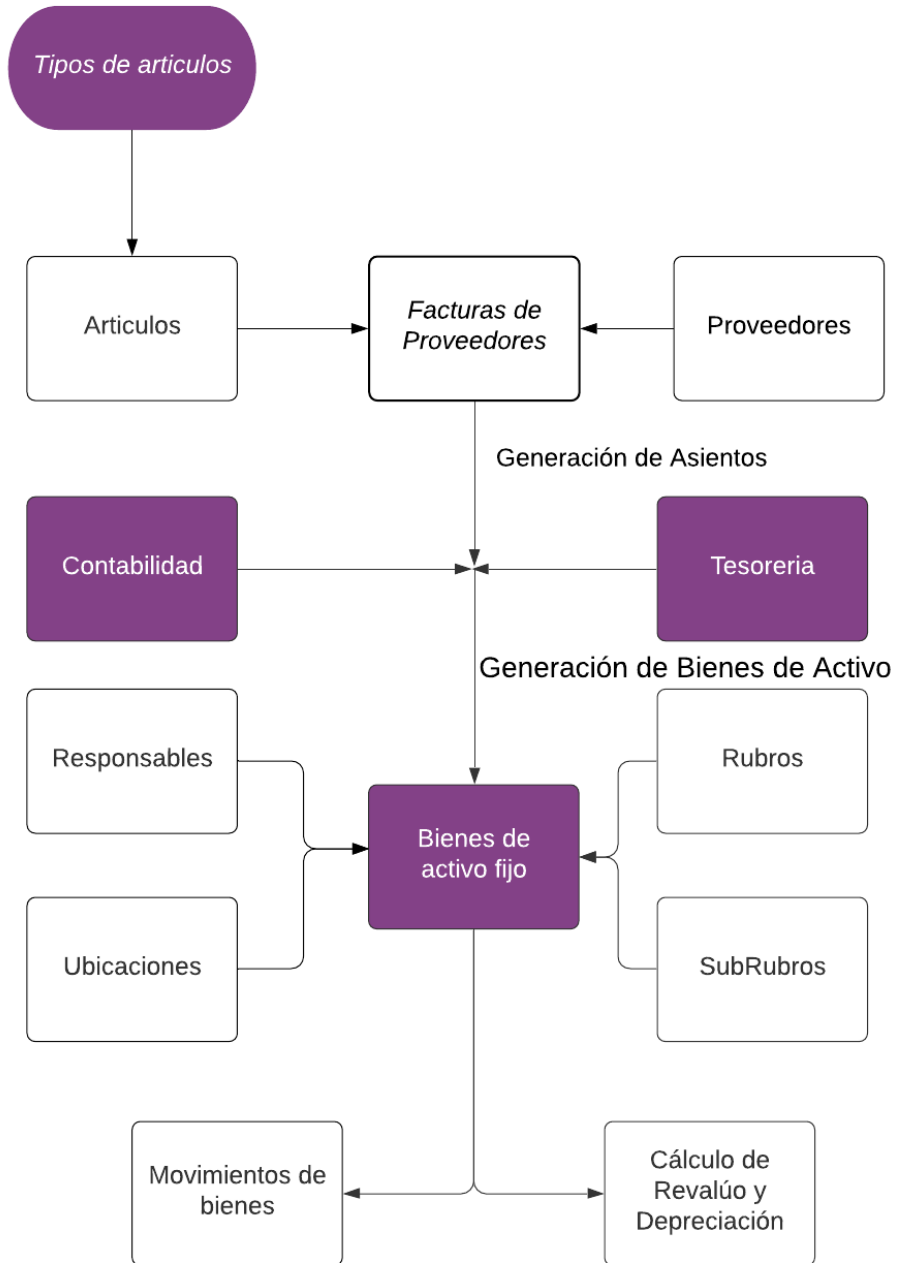 Tipos de articulos
Articulos
Facturas de
Proveedores
Proveedores
Generación de Asientos
Contabilidad
Tesoreria
Generación de Bienes de Activo
Responsables
Rubros
Bienes de
activo fijo
Ubicaciones
SubRubros
Movimientos de
bienes
Cálculo de
Revalúo y
Depreciación